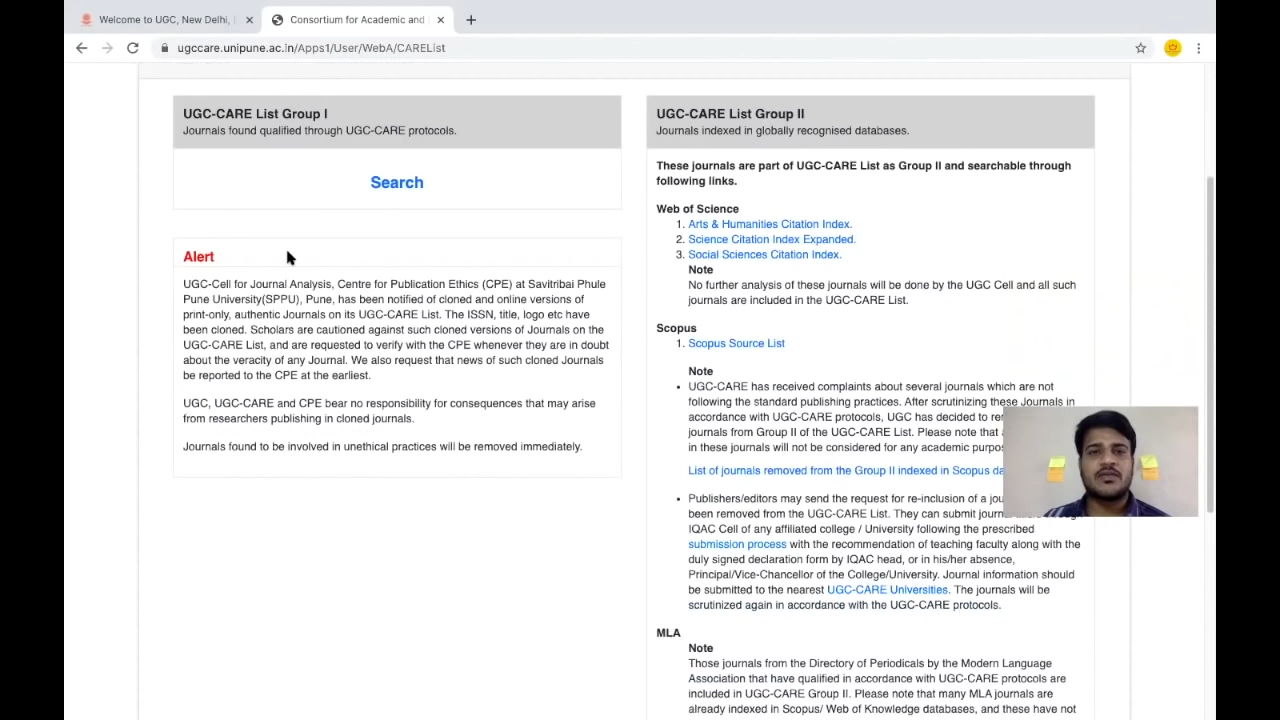 Welcome to UGC, New Delhi,
Consortium for Academic and
ugccare.unipune.ac.in/Apps1/User/WebA/CAREList
UGC-CARE List Group I
Journals found qualified through UGC-CARE protocols.
Search
Alert
UGC-Cell for Journal Analysis, Centre for Publication Ethics (CPE) at Savitribai Phule
Pune University(SPPU), Pune, has been notified of cloned and online versions of
print-only, authentic Journals on its UGC-CARE List. The ISSN, title, logo etc have
been cloned. Scholars are cautioned against such cloned versions of Journals on the
UGC-CARE List, and are requested to verify with the CPE whenever they are in doubt
about the veracity of any Journal. We also request that news of such cloned Journals
be reported to the CPE at the earliest.
UGC, UGC-CARE and CPE bear no responsibility for consequences that may arise
from researchers publishing in cloned journals.
Journals found to be involved in unethical practices will be removed immediately.
UGC-CARE List Group II
Journals indexed in globally recognised databases.
These journals are part of UGC-CARE List as Group II and searchable through
following links.
Web of Science
1. Arts & Humanities Citation Index.
2. Science Citation Index Expanded.
3. Social Sciences Citation Index.
Note
No further analysis of these journals will be done by the UGC Cell and all such
journals are included in the UGC-CARE List.
Scopus
1. Scopus Source List
Note
• UGC-CARE has received complaints about several journals which are not
following the standard publishing practices. After scrutinizing these Journals in
accordance with UGC-CARE protocols, UGC has decided to
journals from Group II of the UGC-CARE List. Please note that
in these journals will not be considered for any academic
List of journals removed from the Group II indexed in Scopus
• Publishers/editors may send the request for re-inclusion of a
been removed from the UGC-CARE List. They can submit
IQAC Cell of any affiliated college / University following the prescribed
submission process with the recommendation of teaching faculty along with the
duly signed declaration form by IQAC head, or in his/her absence,
Principal/Vice-Chancellor of the College/University. Journal information should
be submitted to the nearest UGC-CARE Universities. The journals will be
scrutinized again in accordance with the UGC-CARE protocols.
MLA
Note
Those journals from the Directory of Periodicals by the Modern Language
Association that have qualified in accordance with UGC-CARE protocols are
included in UGC-CARE Group II. Please note that many MLA journals are
already indexed in Scopus/ Web of Knowledge databases, and these have not